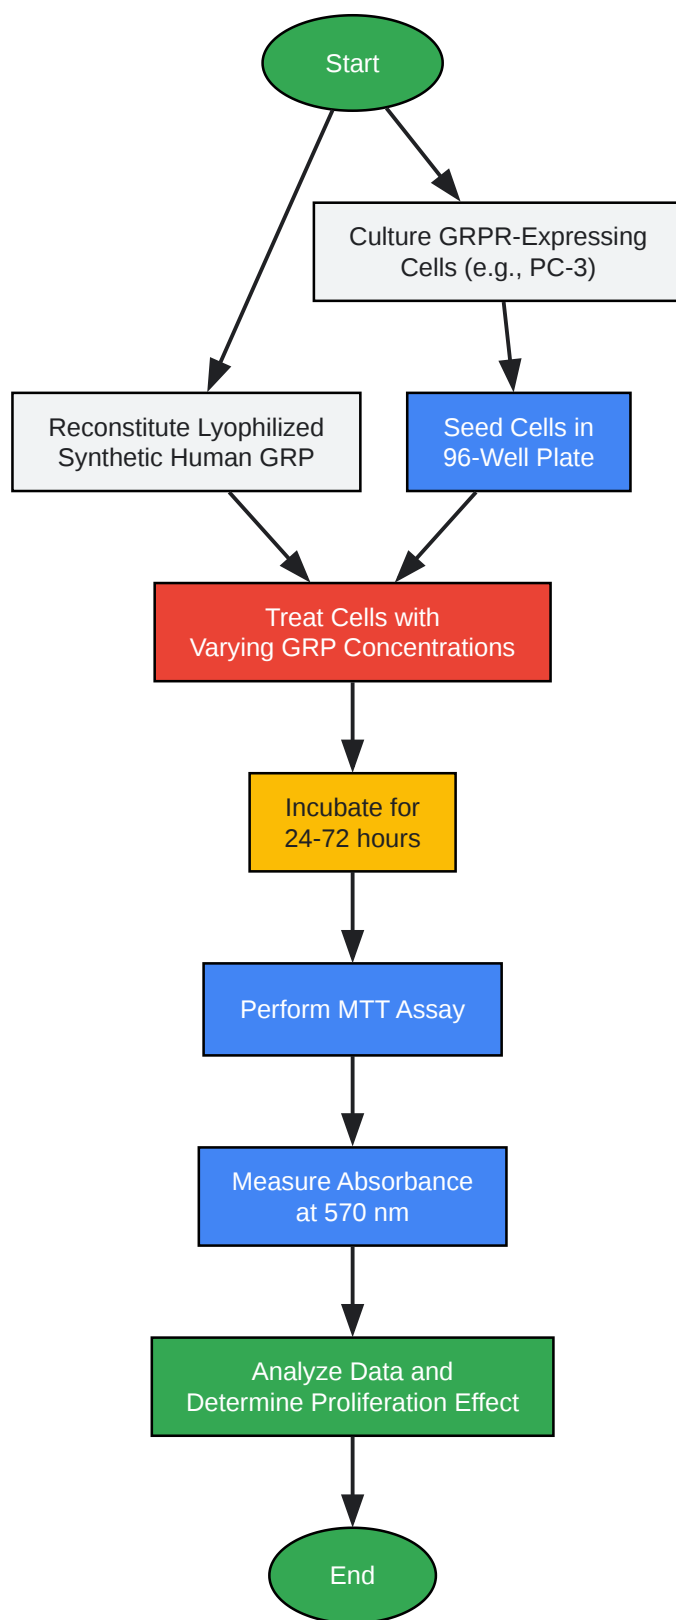 Start
Culture GRPR-Expressing
Cells (e.g., PC-3)
Reconstitute Lyophilized
Synthetic Human GRP
Seed Cells in
96-Well Plate
Treat Cells with
Varying GRP Concentrations
Incubate for
24-72 hours
Perform MTT Assay
Measure Absorbance
at 570 nm
Analyze Data and
Determine Proliferation Effect
End